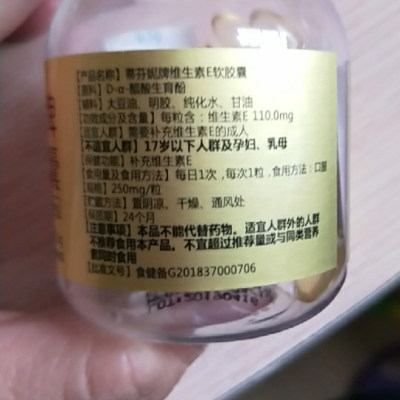 【产品名称】蒂芬妮牌维生素E软胶囊
【原料】D-α-醋酸生育酚
【辅料】大豆油、明胶、纯化水、甘油
【功效成分及含量】每粒含：维生素E 110.0mg
【适宜人群】需要补充维生素E的成人
【不适宜人群】17岁以下人群及孕妇、乳母
【保健功能】补充维生素E
【食用量及食用方法】每日1次，每次1粒，食用方法：口服
【规格】250mg/粒
【贮藏方法】置阴凉、干燥、通风处
【保质期】24个月
【注意事项】本品不能代替药物。适宜人群外的人群
不推荐食用本产品。不宜超过推荐量或与同类营养
素同时食用
【批准文号】食健备G201837000706